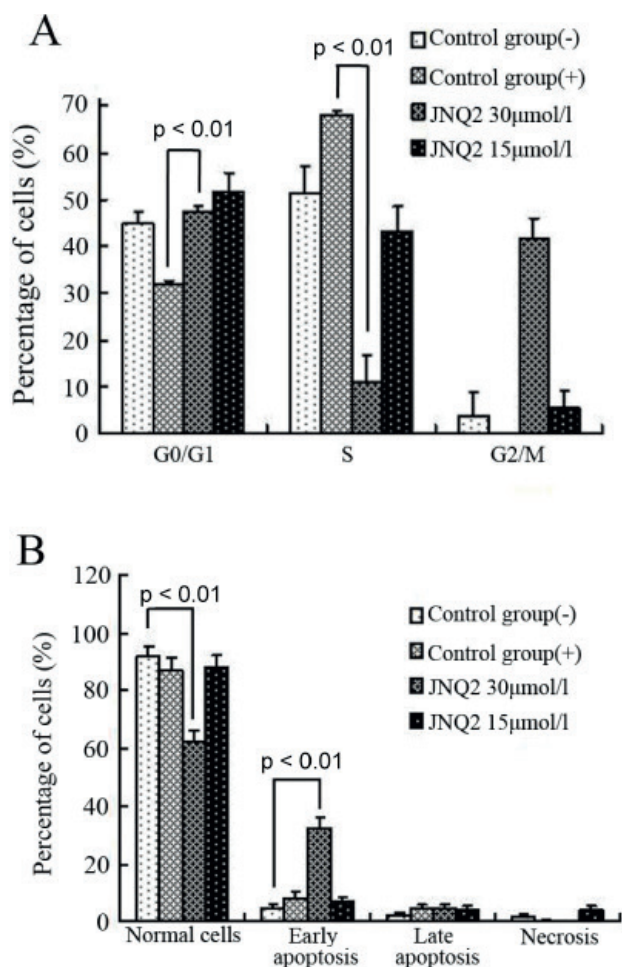 A
Control group(-)
Control group(+)
JNQ2 30μmol/l
JNQ2 15μmol/l
p < 0.01
p < 0.01
Percentage of cells (%)
70
60
50
40
30
20
10
0
G0/G1 S G2/M
B
Control group(-)
Control group(+)
JNQ2 30μmol/l
JNQ2 15μmol/l
p < 0.01
p < 0.01
Percentage of cells (%)
120
100
80
60
40
20
0
Normal cells Early apoptosis Late apoptosis Necrosis